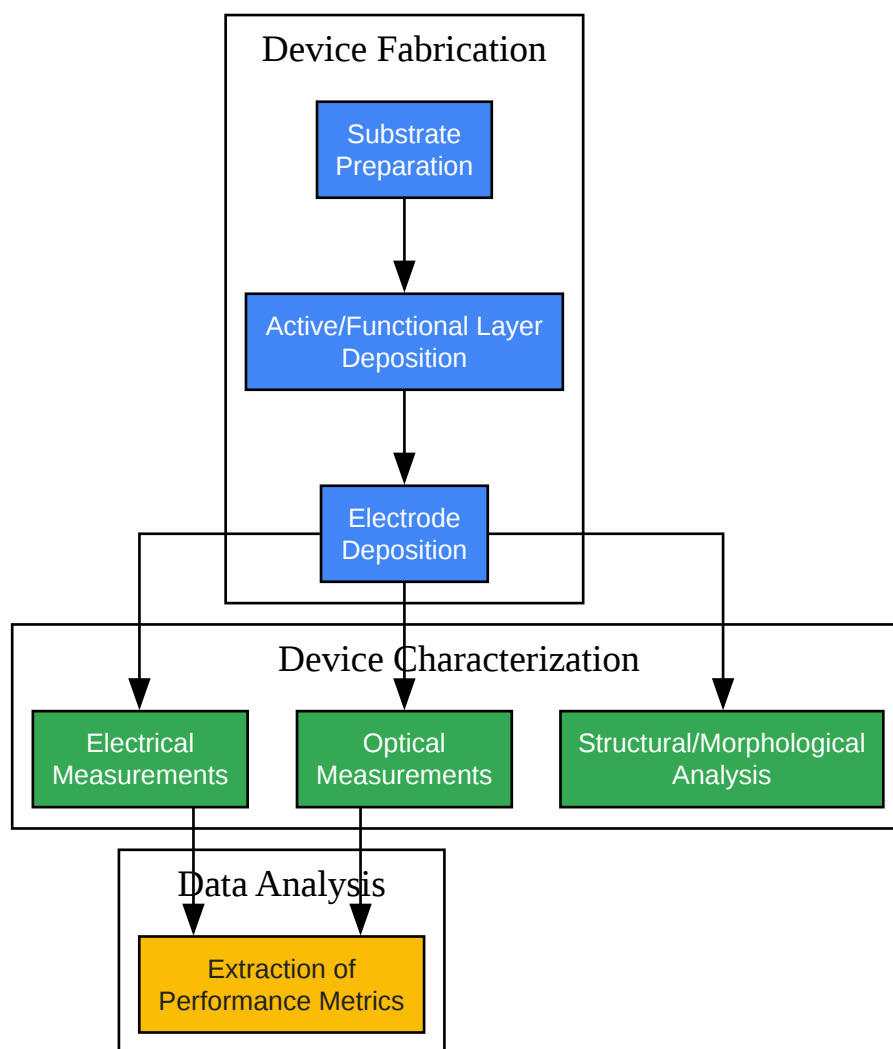 Device Fabrication
Substrate
Preparation
Active/Functional Layer
Deposition
Electrode
Deposition
Device Characterization
Electrical
Measurements
Optical
Measurements
Structural/Morphological
Analysis
Data Analysis
Extraction of
Performance Metrics